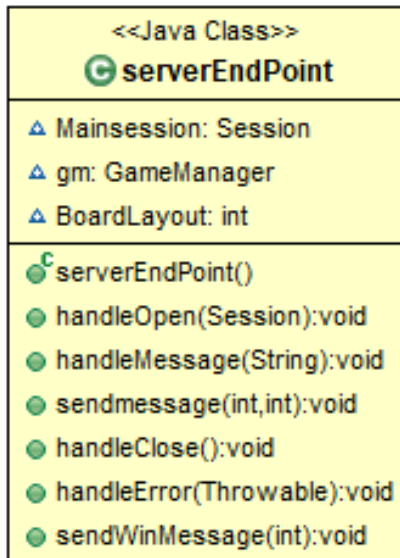 <<Java Class>>
C serverEndPoint
Mainsession: Session
gm: GameManager
BoardLayout: int
C serverEndPoint()
handleOpen(Session):void
handleMessage(String):void
sendmessage(int,int):void
handleClose():void
handleError(Throwable):void
sendWinMessage(int):void